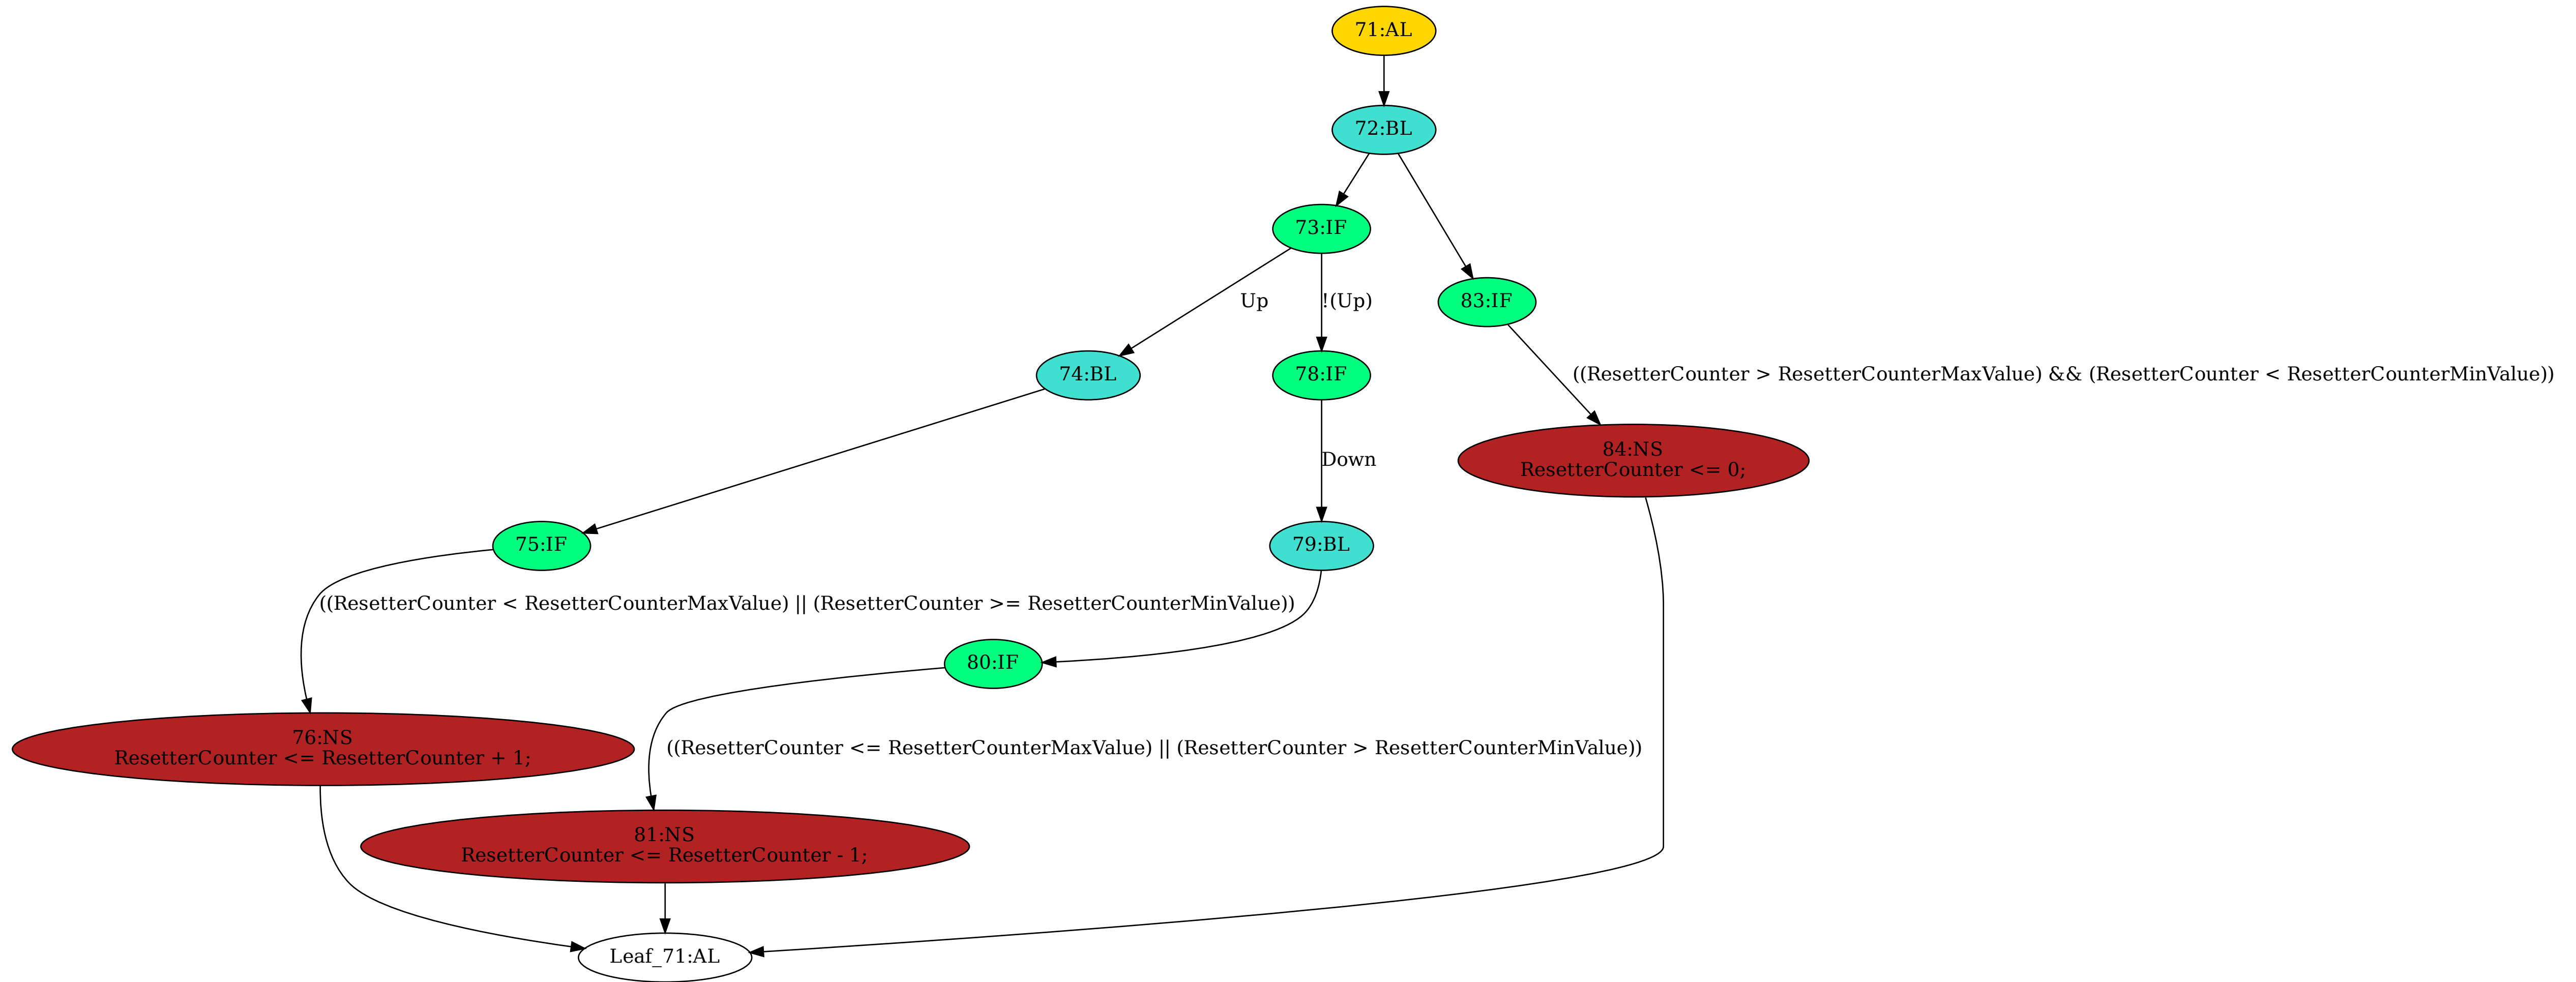 71:AL
72:BL
73:IF
83:IF
Up
!(Up)
74:BL
78:IF
((ResetterCounter > ResetterCounterMaxValue) && (ResetterCounter < ResetterCounterMinValue))
84:NS
ResetterCounter <= 0;
Down
75:IF
79:BL
((ResetterCounter < ResetterCounterMaxValue) || (ResetterCounter >= ResetterCounterMinValue))
80:IF
76:NS
ResetterCounter <= ResetterCounter + 1;
((ResetterCounter <= ResetterCounterMaxValue) || (ResetterCounter > ResetterCounterMinValue))
81:NS
ResetterCounter <= ResetterCounter - 1;
Leaf_71:AL